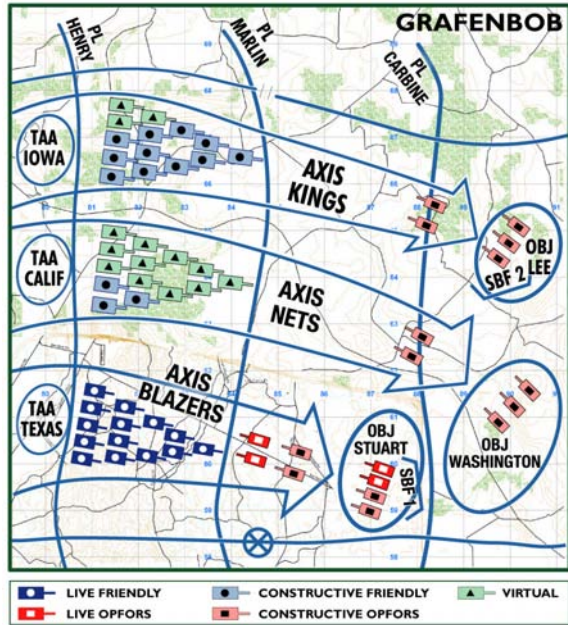 GRAFENBOB
PL
HENRY
PL
MARLIN
PL
CARBINE
TAA
IOWA
AXIS
KINGS
OBJ
LEE
SBF 2
TAA
CALIF
AXIS
NETS
TAA
TEXAS
AXIS
BLAZERS
OBJ
STUART
SBF 1
OBJ
WASHINGTON
LIVE FRIENDLY
CONSTRUCTIVE FRIENDLY
VIRTUAL
LIVE OPFORS
CONSTRUCTIVE OPFORS